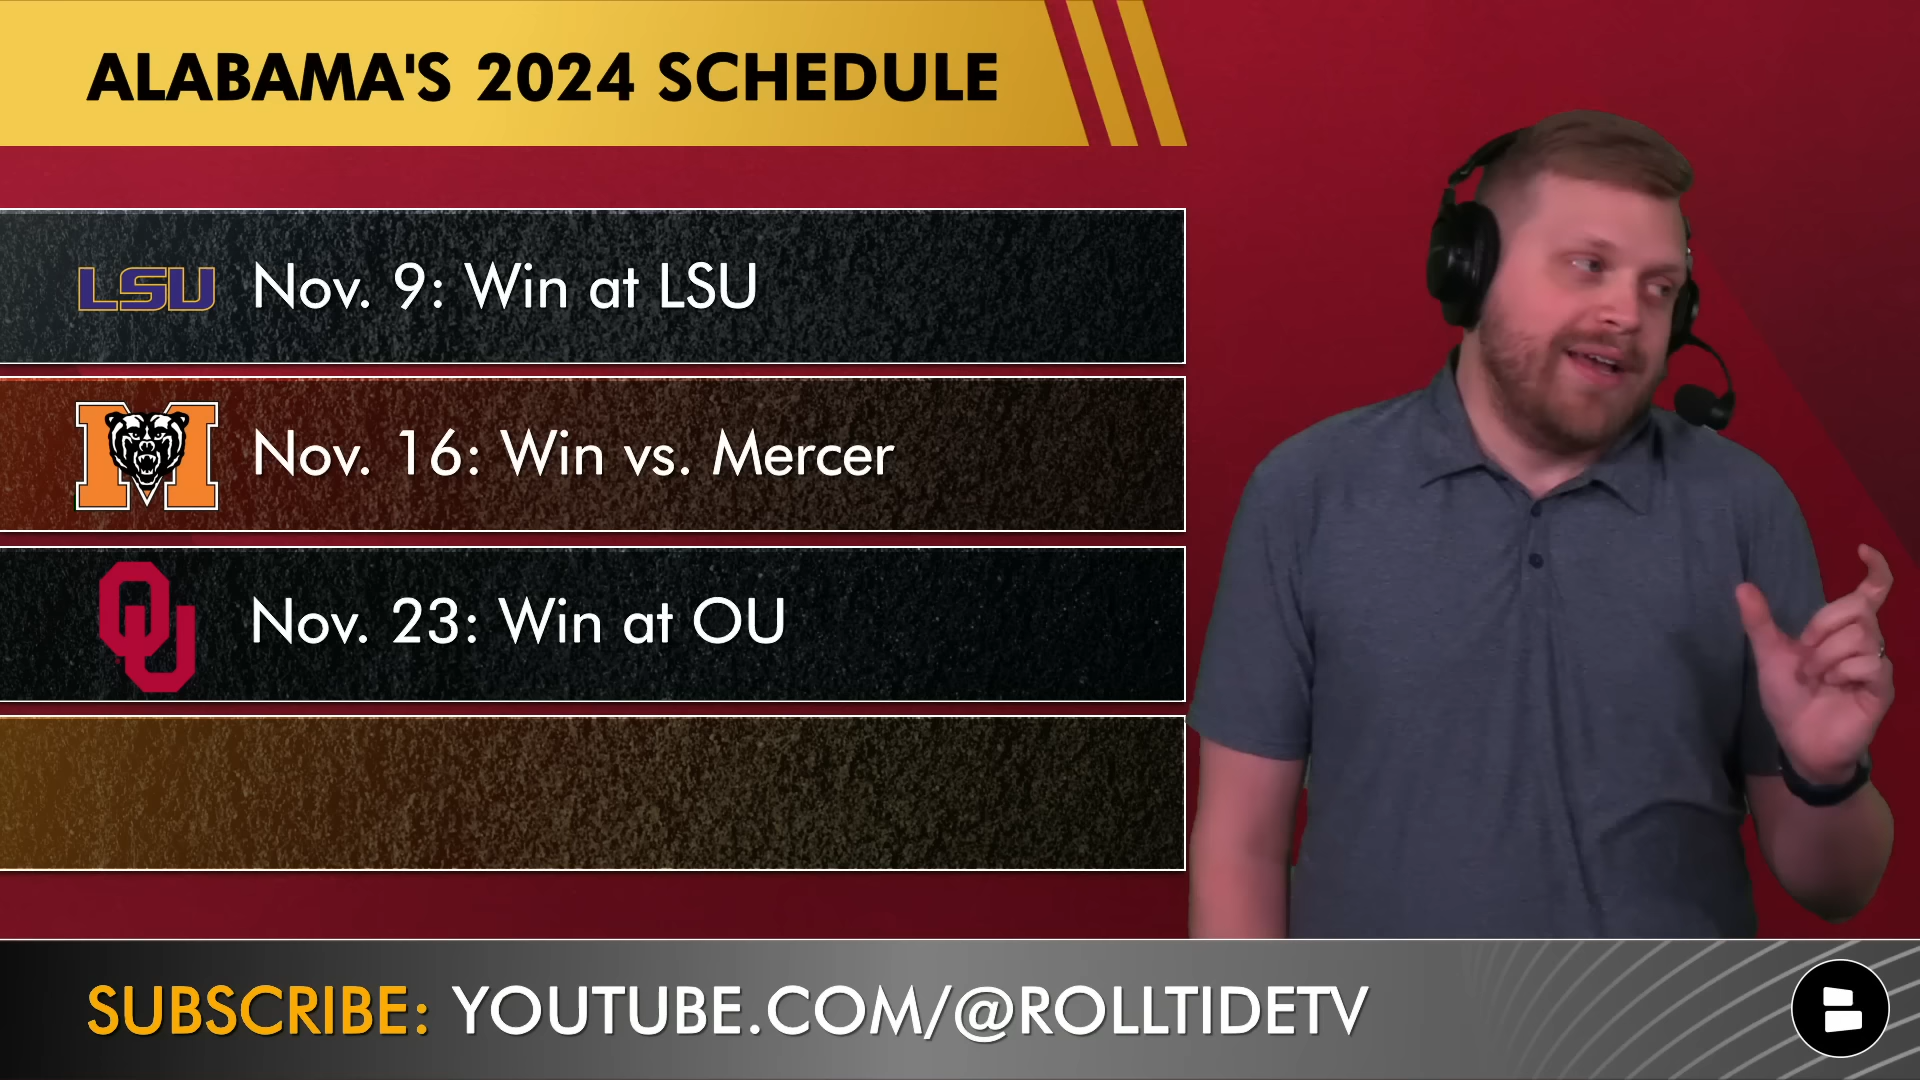 ALABAMA'S 2024 SCHEDULE
LSU Nov. 9: Win at LSU
M Nov. 16: Win vs. Mercer
OU Nov. 23: Win at OU
SUBSCRIBE: YOUTUBE.COM/@ROLLTIDETV